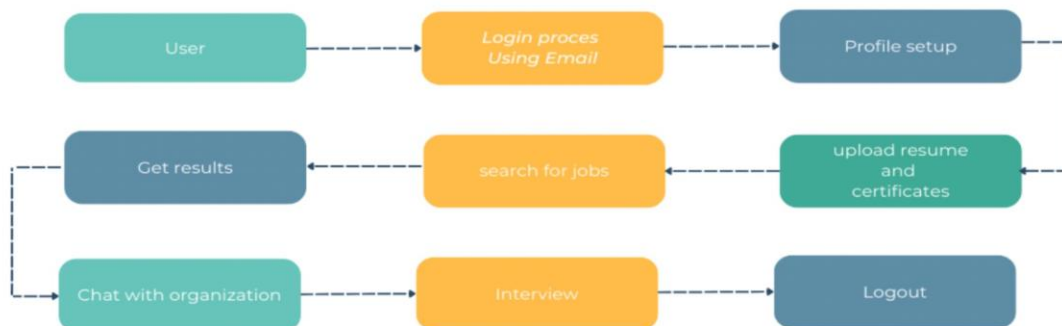 User
Login proces
Using Email
Profile setup
upload resume
and
certificates
search for jobs
Get results
Chat with organization
Interview
Logout